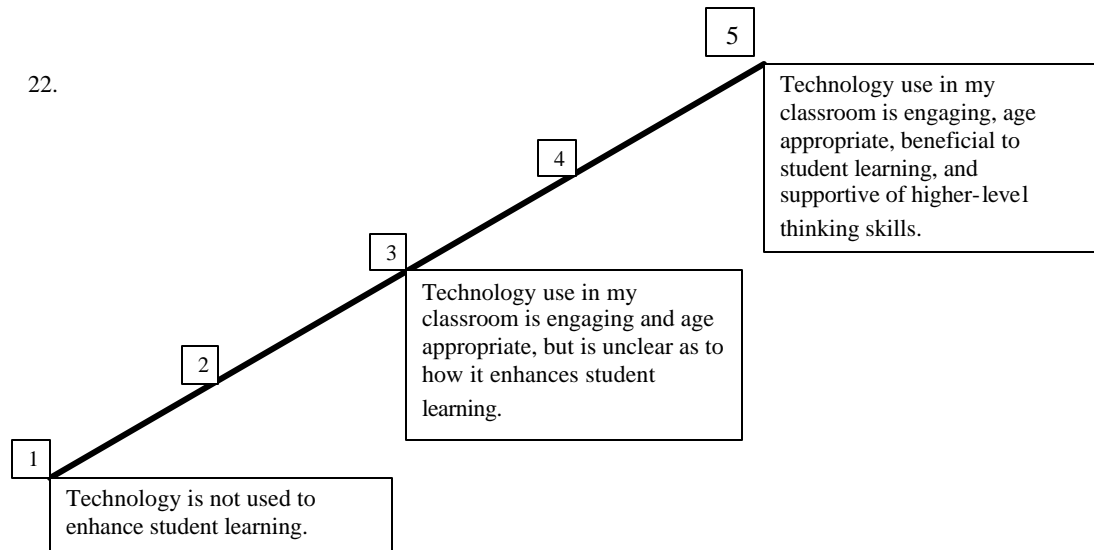 5
22.
Technology use in my
classroom is engaging, age
appropriate, beneficial to
student learning, and
supportive of higher-level
thinking skills.
4
3
Technology use in my
classroom is engaging and age
appropriate, but is unclear as to
how it enhances student
learning.
2
1
Technology is not used to
enhance student learning.